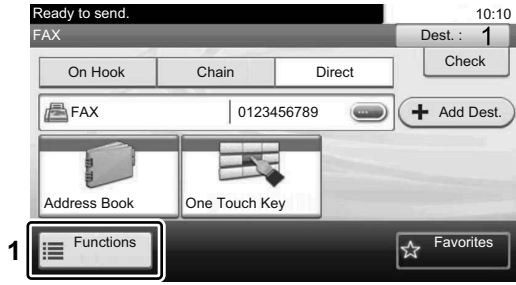 Ready to send. 10:10
FAX Dest. : 1
On Hook Chain Direct Check
FAX 0123456789 Add Dest.
Address Book One Touch Key
1 Functions Favorites